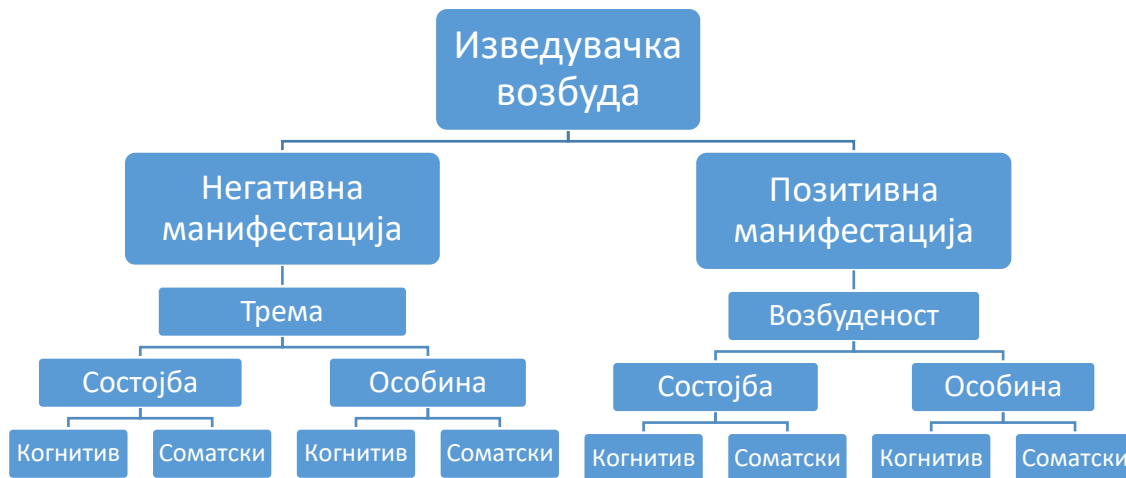 Изведувачка
возбуда
Негативна
манифестација
Позитивна
манифестација
Трема
Возбуденост
Состојба
Особина
Состојба
Особина
Когнитив
Соматски
Когнитив
Соматски
Когнитив
Соматски
Когнитив
Соматски